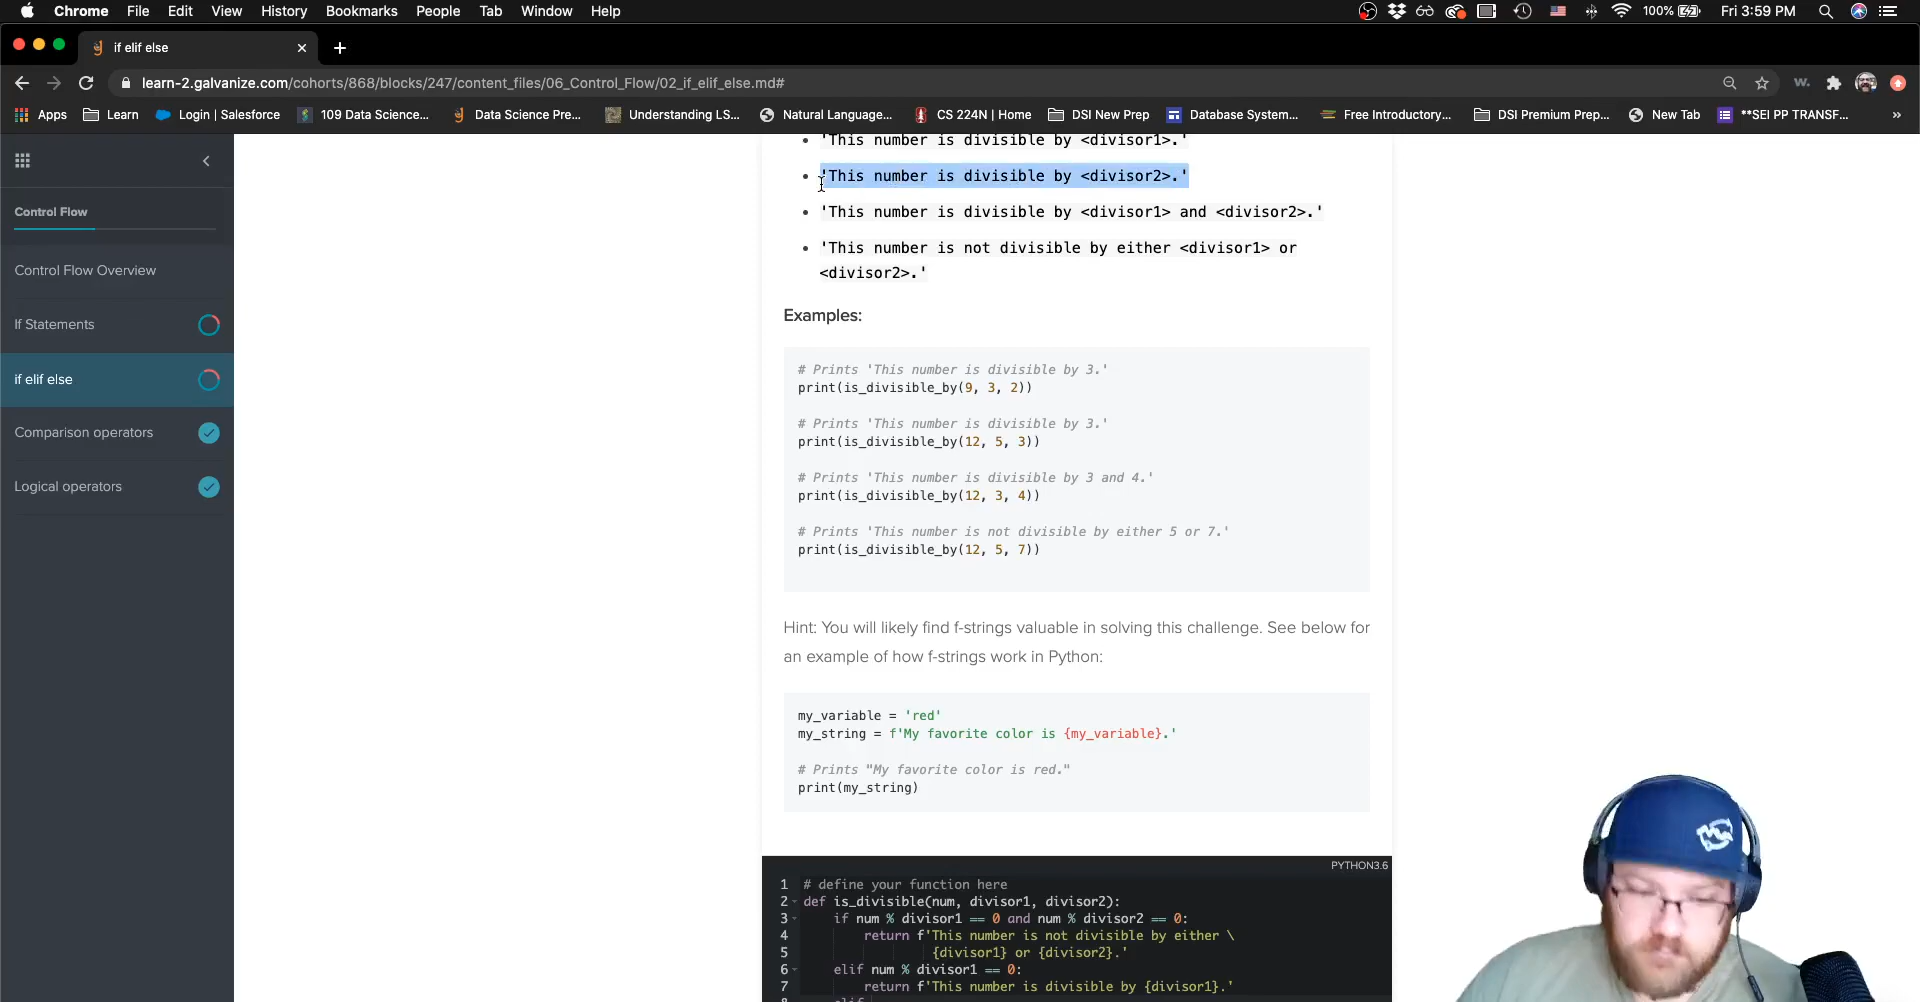 Chrome File Edit View History Bookmarks People Tab Window Help 100% Fri 3:59 PM
if elif else
learn-2.galvanize.com/cohorts/868/blocks/247/content_files/06_Control_Flow/02_if_elif_else.md#
Apps Learn Login | Salesforce 109 Data Science... Data Science Pre... Understanding LS... Natural Language... CS 224N | Home DSI New Prep Database System... Free Introductory... DSI Premium Prep... New Tab **SEI PP TRANSF... »
Control Flow
Control Flow Overview
If Statements
if elif else
Comparison operators
Logical operators
'This number is divisible by <divisor1>.'
'This number is divisible by <divisor2>.'
'This number is divisible by <divisor1> and <divisor2>.'
'This number is not divisible by either <divisor1> or
<divisor2>.'
Examples:
# Prints 'This number is divisible by 3.'
print(is_divisible_by(9, 3, 2))
# Prints 'This number is divisible by 3.'
print(is_divisible_by(12, 5, 3))
# Prints 'This number is divisible by 3 and 4.'
print(is_divisible_by(12, 3, 4))
# Prints 'This number is not divisible by either 5 or 7.'
print(is_divisible_by(12, 5, 7))
Hint: You will likely find f-strings valuable in solving this challenge. See below for
an example of how f-strings work in Python:
my_variable = 'red'
my_string = f'My favorite color is {my_variable}.'
# Prints "My favorite color is red."
print(my_string)
PYTHON3.6
1 # define your function here
2 def is_divisible(num, divisor1, divisor2):
3 if num % divisor1 == 0 and num % divisor2 == 0:
4 return f'This number is not divisible by either \
5 {divisor1} or {divisor2}.'
6 elif num % divisor1 == 0:
7 return f'This number is divisible by {divisor1}.'
8 elif